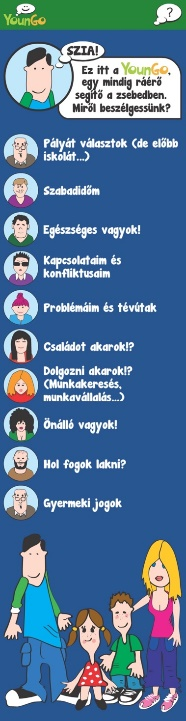 YounGo
?
SZIA!
Ez itt a YounGo,
egy mindig ráérő
segítő a zsebedben.
Miről beszélgessünk?
Pályát választok (de előbb
iskolát...)
Szabadidőm
Egészséges vagyok!
Kapcsolataim és
konfliktusaim
Problémáim és tévútak
Családot akarok!?
Dolgozni akarok!?
(Munkakeresés,
munkavállalás...)
Önálló vagyok!
Hol fogok lakni?
Gyermeki jogok